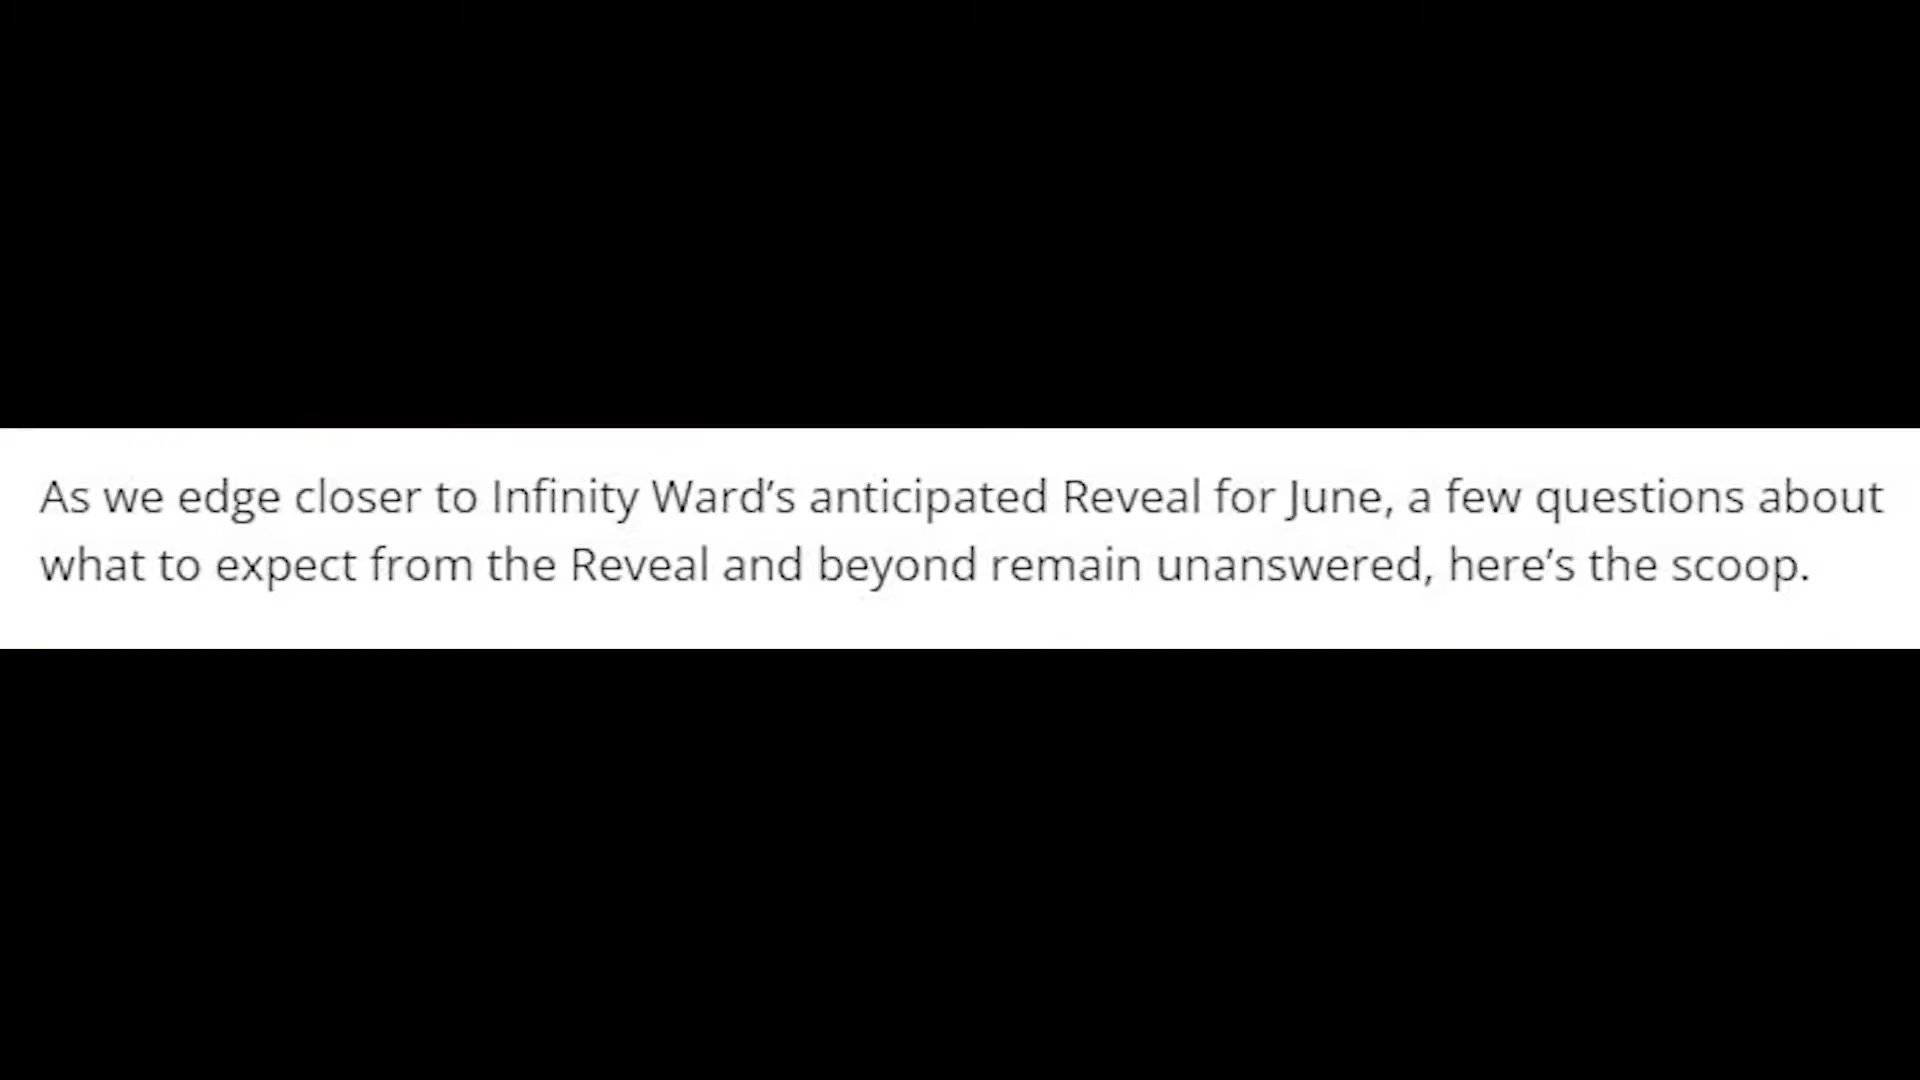 As we edge closer to Infinity Ward’s anticipated Reveal for June, a few questions about
what to expect from the Reveal and beyond remain unanswered, here’s the scoop.